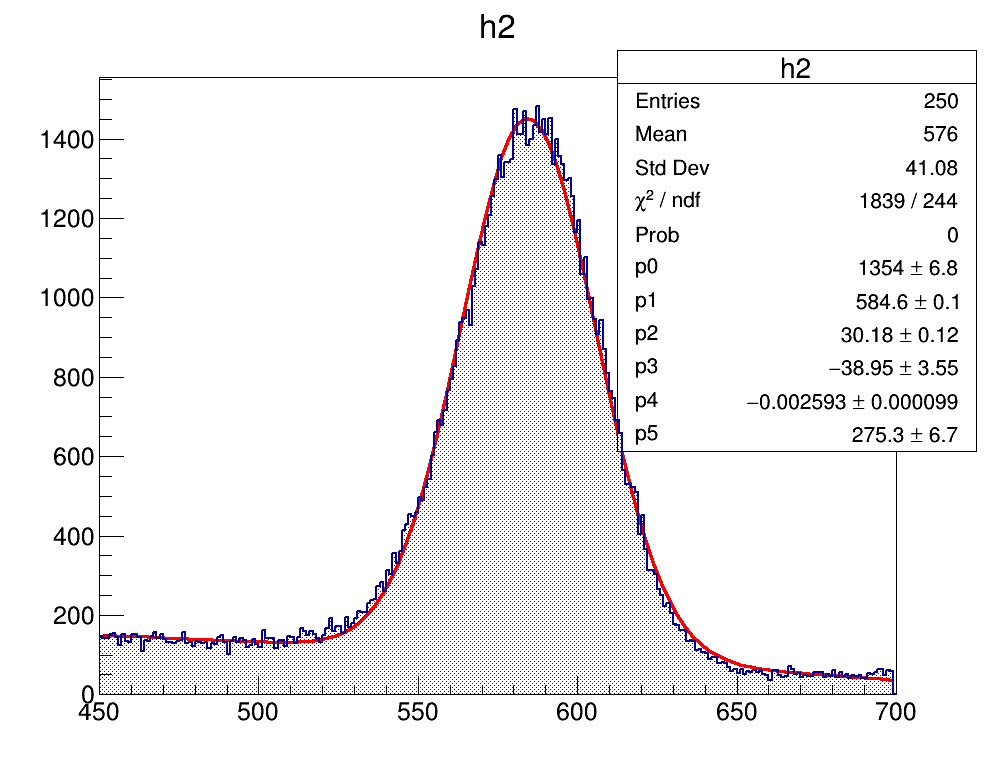 h2
h2
Entries 250
Mean 576
Std Dev 41.08
χ² / ndf 1839 / 244
Prob 0
p0 1354 ± 6.8
p1 584.6 ± 0.1
p2 30.18 ± 0.12
p3 −38.95 ± 3.55
p4 −0.002593 ± 0.000099
p5 275.3 ± 6.7
1400
1200
1000
800
600
400
200
0
450 500 550 600 650 700